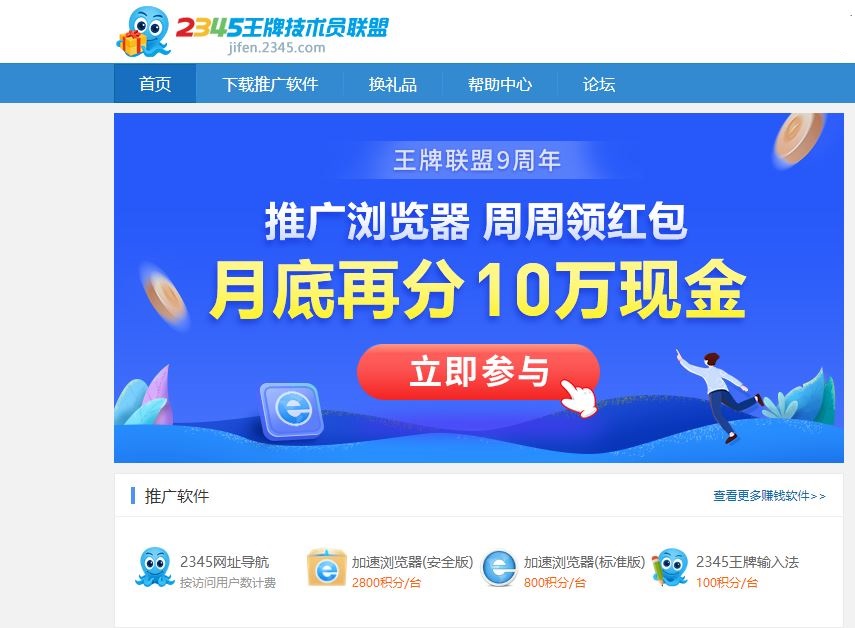 2345王牌技术员联盟
jifen.2345.com
首页 下载推广软件 换礼品 帮助中心 论坛
王牌联盟9周年
推广浏览器 周周领红包
月底再分10万现金
立即参与
推广软件 查看更多赚钱软件>>
2345网址导航 加速浏览器(安全版) 加速浏览器(标准版) 2345王牌输入法
按访问用户数计费 2800积分/台 800积分/台 100积分/台